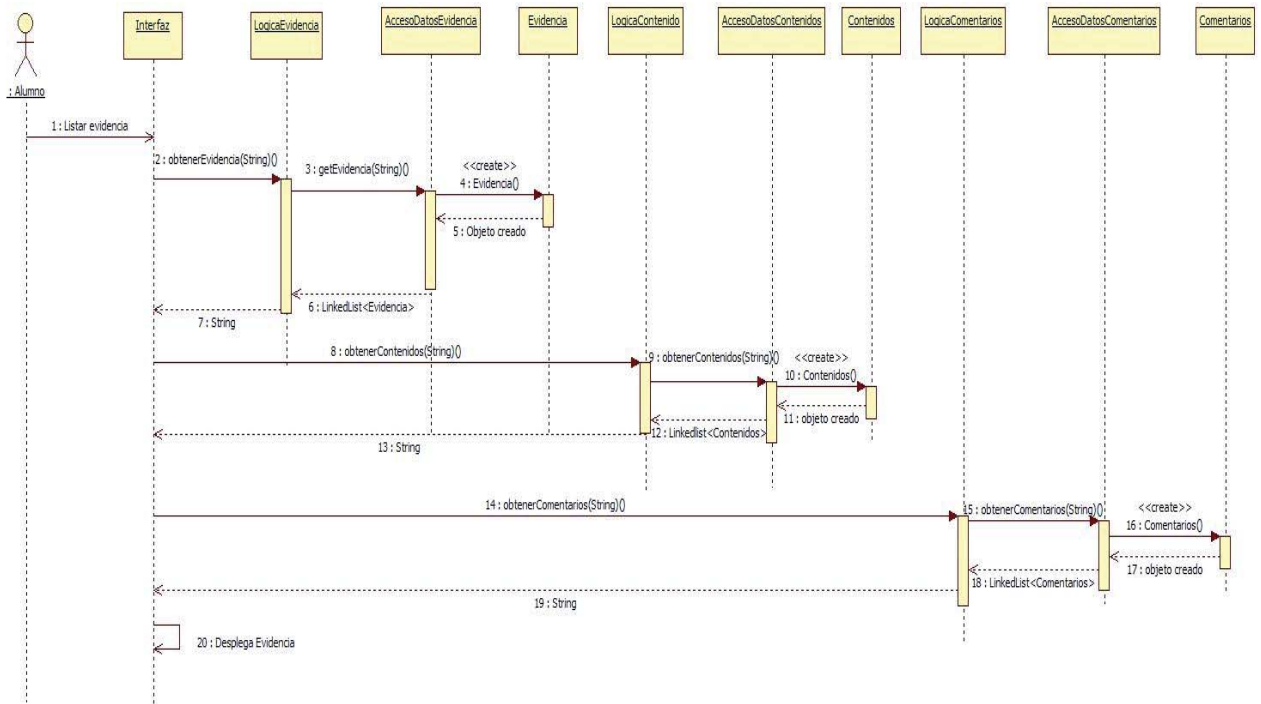 Interfaz
LogicaEvidencia
AccesoDatosEvidencia
Evidencia
LogicaContenido
AccesoDatosContenidos
Contenidos
LogicaComentarios
AccesoDatosComentarios
Comentarios
: Alumno
1 : Listar evidencia
2 : obtenerEvidencia(String)()
3 : getEvidencia(String)()
<<create>>
4 : Evidencia()
5 : Objeto creado
6 : LinkedList<Evidencia>
7 : String
8 : obtenerContenidos(String)()
9 : obtenerContenidos(String)()
<<create>>
10 : Contenidos()
11 : objeto creado
12 : Linkedlist<Contenidos>
13 : String
14 : obtenerComentarios(String)()
15 : obtenerComentarios(String)()
<<create>>
16 : Comentarios()
17 : objeto creado
18 : LinkedList<Comentarios>
19 : String
20 : Desplega Evidencia